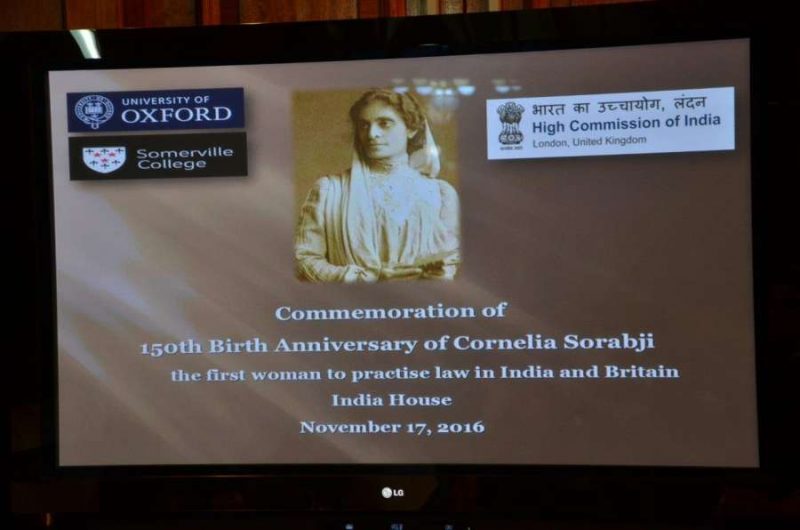 UNIVERSITY OF
OXFORD
Somerville
College
भारत का उच्चायोग, लंदन
High Commission of India
London, United Kingdom
Commemoration of
150th Birth Anniversary of Cornelia Sorabji
the first woman to practise law in India and Britain
India House
November 17, 2016
LG